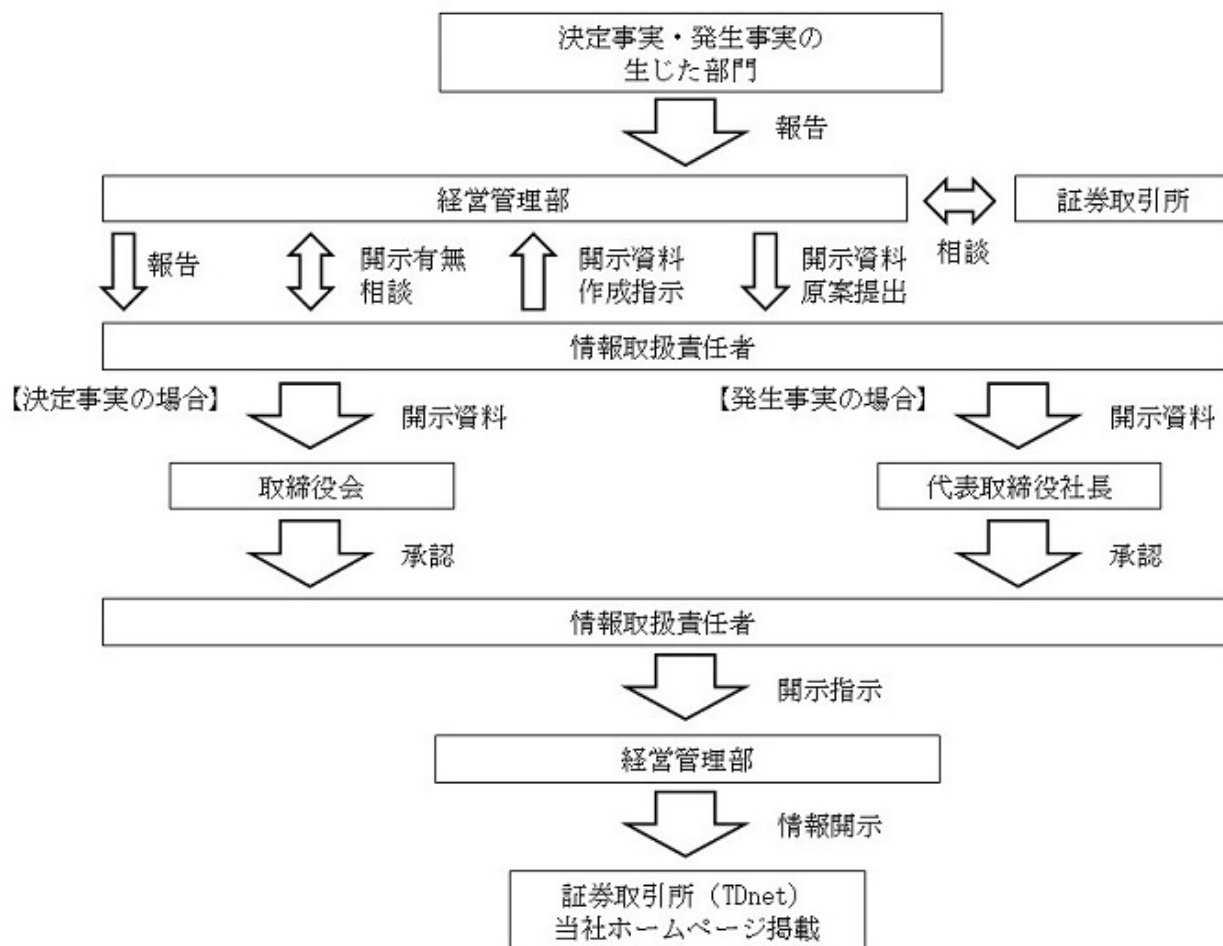 決定事実・発生事実の
生じた部門
報告
経営管理部
証券取引所
相談
報告
開示有無
相談
開示資料
作成指示
開示資料
原案提出
情報取扱責任者
【決定事実の場合】
開示資料
【発生事実の場合】
開示資料
取締役会
代表取締役社長
承認
承認
情報取扱責任者
開示指示
経営管理部
情報開示
証券取引所（TDnet）
当社ホームページ掲載